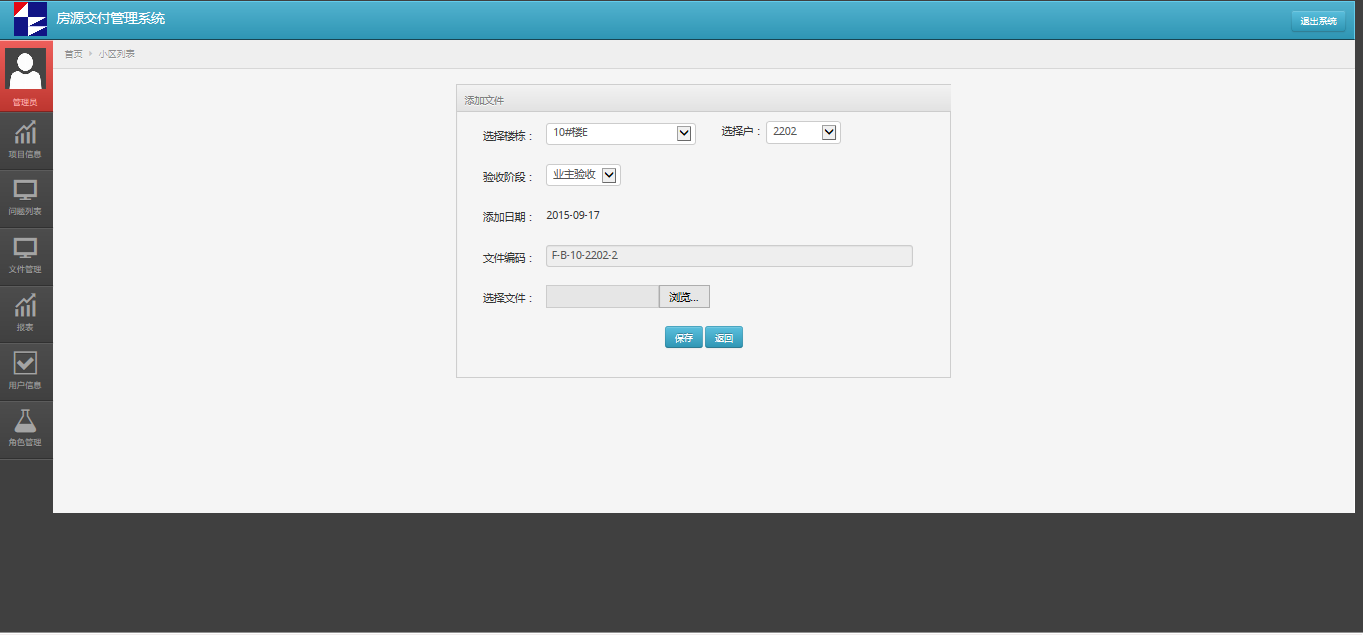 房源交付管理系统
退出系统
首页 小区列表
管理员
项目信息
问题列表
文件管理
报表
用户信息
角色管理
添加文件
选择楼栋： 10#楼E 选择户： 2202
验收阶段： 业主验收
添加日期： 2015-09-17
文件编码： F-B-10-2202-2
选择文件： 浏览...
保存 返回